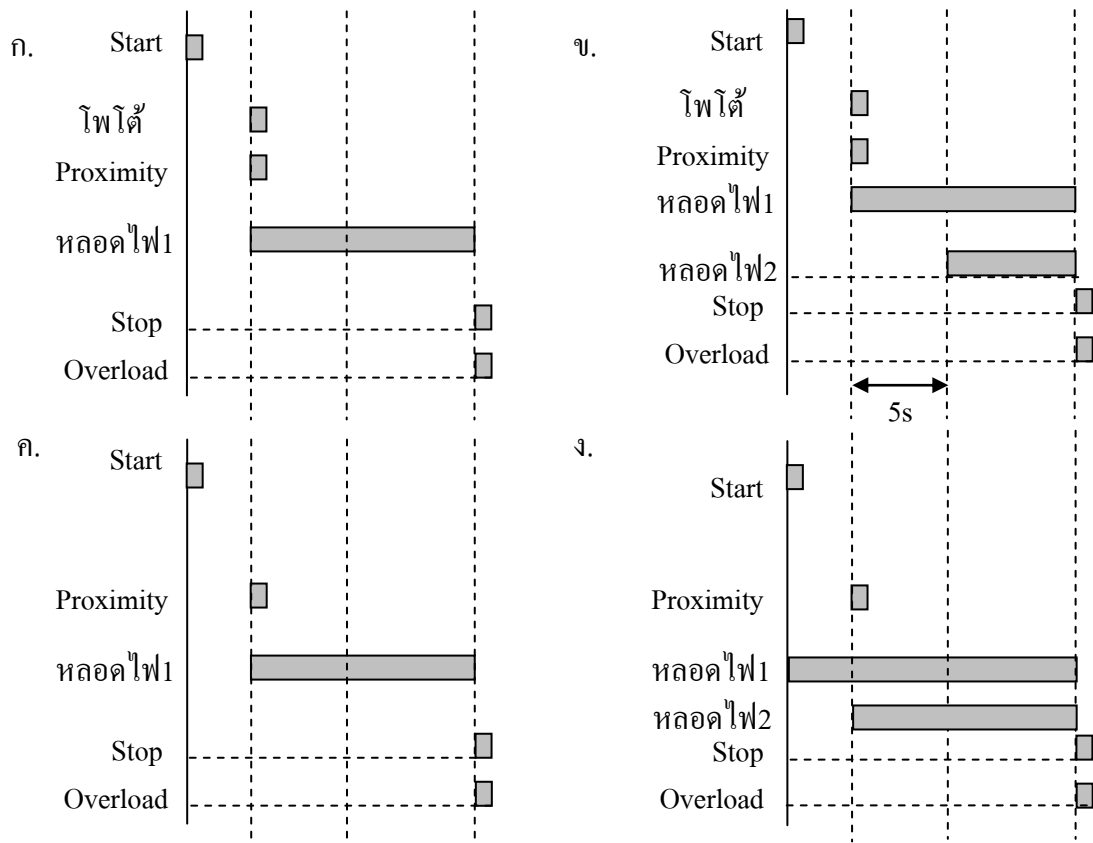 ก.
Start
โพโต้
Proximity
หลอดไฟ1
Stop
Overload
ข.
Start
โพโต้
Proximity
หลอดไฟ1
หลอดไฟ2
Stop
Overload
5s
ค.
Start
Proximity
หลอดไฟ1
Stop
Overload
ง.
Start
Proximity
หลอดไฟ1
หลอดไฟ2
Stop
Overload